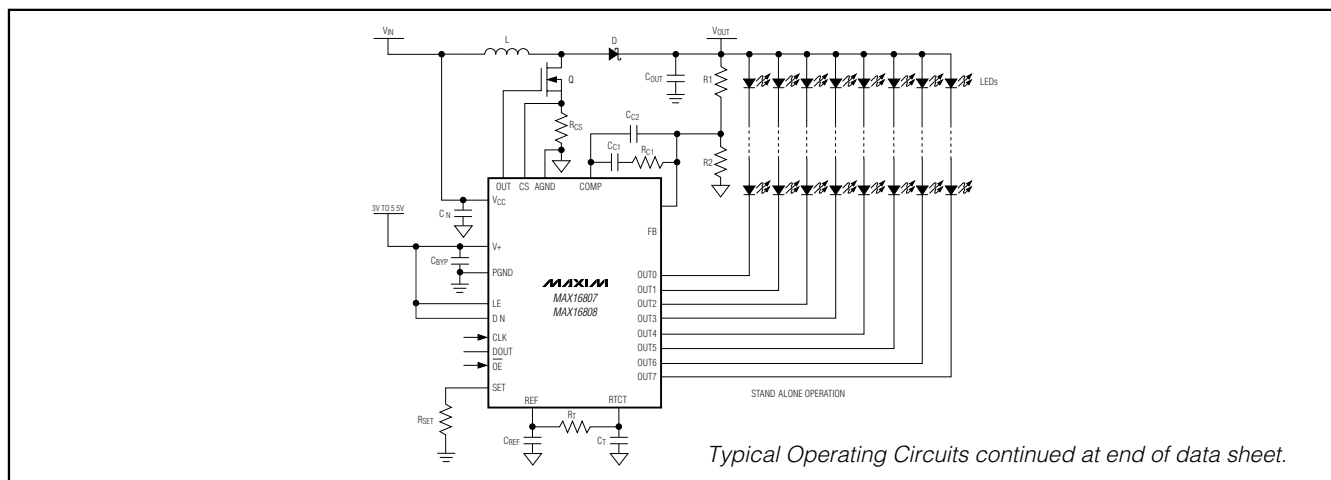 VIN
L
D
VOUT
Q
COUT
R1
LEDs
RCS
CC2
CC1
RC1
R2
OUT
CS
AGND
COMP
VCC
C N
3V TO 5 5V
FB
V+
CBYP
PGND
OUT0
MAXIM
OUT1
MAX16807
OUT2
MAX16808
LE
OUT3
D N
OUT4
CLK
OUT5
DOUT
OUT6
OE
OUT7
SET
STAND ALONE OPERATION
REF
RTCT
RSET
RT
CREF
CT
Typical Operating Circuits continued at end of data sheet.